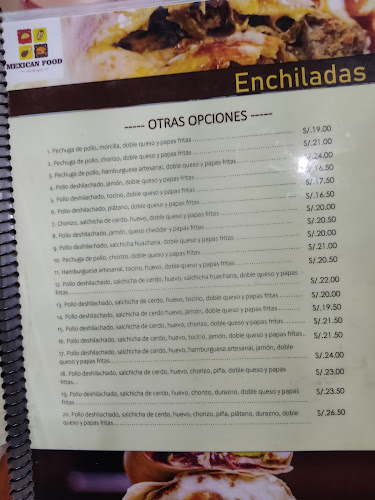 MEXICAN FOOD
Enchiladas
----- OTRAS OPCIONES -----
1. Pechuga de pollo, morcilla, doble queso y papas fritas S/.19.00
2. Pechuga de pollo, chorizo, doble queso y papas fritas S/.21.00
3. Pechuga de pollo, hamburguesa artesanal, doble queso y papas fritas S/.24.00
4. Pollo deshilachado, jamón, doble queso y papas fritas S/.16.50
5. Pollo deshilachado, tocino, doble queso y papas fritas S/.17.50
6. Pollo deshilachado, plátano, doble queso y papas fritas S/.16.50
7. Chorizo, salchicha de cerdo, huevo, doble queso y papas fritas S/.20.00
8. Pollo deshilachado, jamón, queso cheddar y papas fritas S/.20.50
9. Pollo deshilachado, salchicha huachana, doble queso y papas fritas S/.20.00
10. Pechuga de pollo, chorizo, huevo, doble queso y papas fritas S/.21.00
11. Hamburguesa artesanal, tocino, huevo, doble queso y papas fritas S/.20.50
12. Pollo deshilachado, salchicha de cerdo, huevo, salchicha huachana, doble queso y papas
fritas S/.22.00
13. Pollo deshilachado, salchicha de cerdo, huevo, tocino, doble queso y papas fritas S/.20.00
14. Pollo deshilachado, salchicha de cerdo, huevo, jamón, doble queso y papas fritas S/.19.50
15. Pollo deshilachado, salchicha de cerdo, huevo, chorizo, doble queso y papas fritas S/.21.50
16. Pollo deshilachado, salchicha de cerdo, huevo, tocino, jamón, doble queso y papas fritas.. S/.21.50
17. Pollo deshilachado, salchicha de cerdo, huevo, hamburguesa artesanal, jamón, doble
queso y papas fritas S/.24.00
18. Pollo deshilachado, salchicha de cerdo, huevo, chorizo, piña, doble queso y papas
fritas... S/.23.00
19. Pollo deshilachado, salchicha de cerdo, huevo, chorizo, durazno, doble queso y papas
fritas S/.23.50
20. Pollo deshilachado, salchicha de cerdo, huevo, chorizo, piña, plátano, durazno, doble
queso y papas fritas S/.26.50